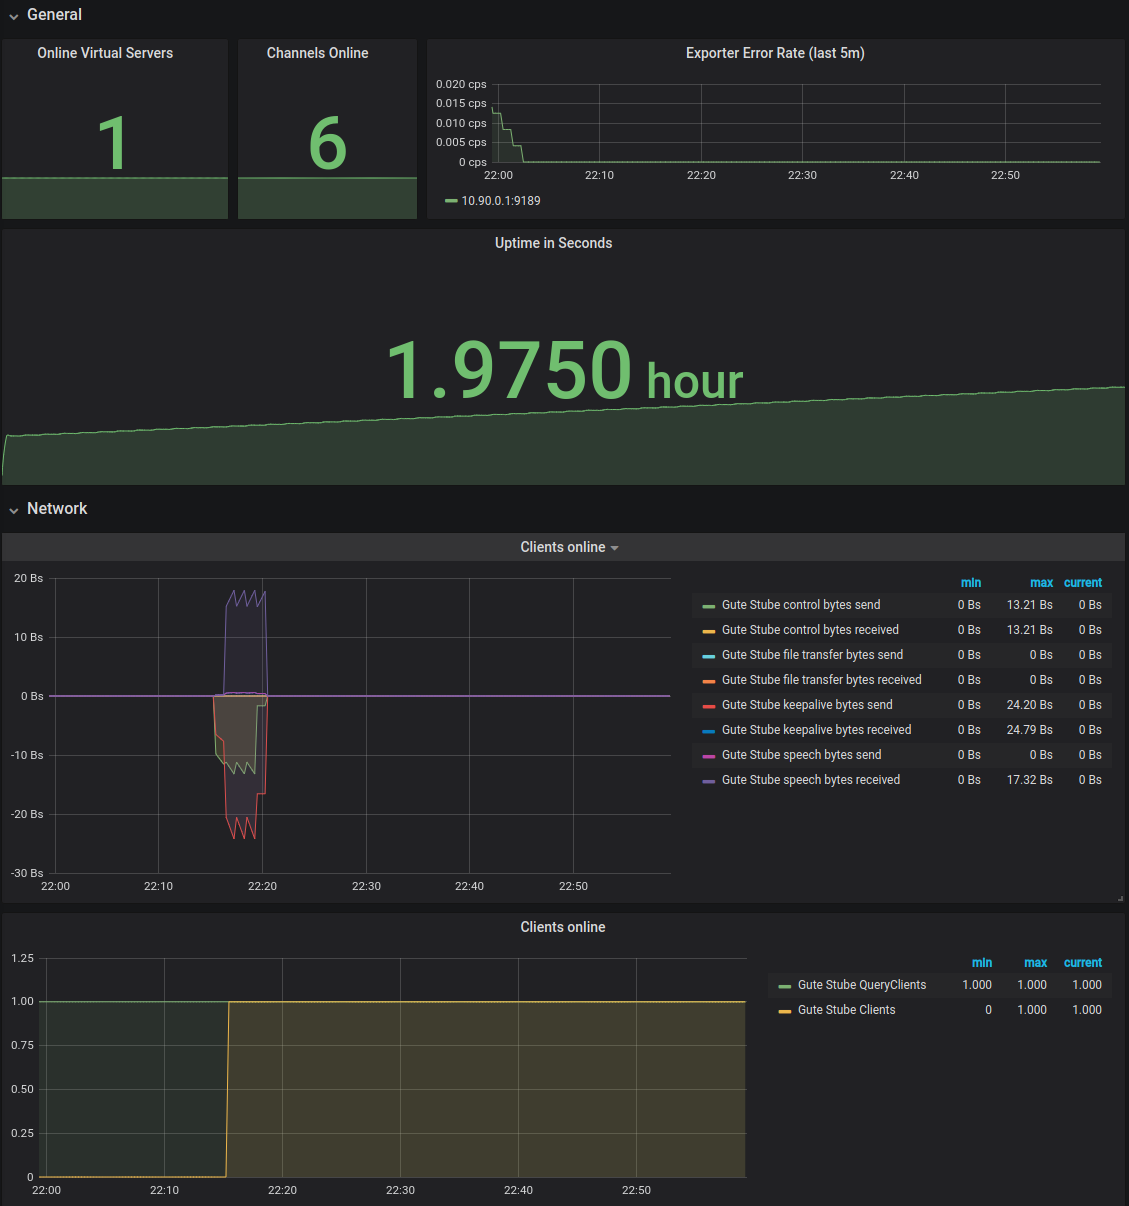 General
Online Virtual Servers
1
Channels Online
6
Exporter Error Rate (last 5m)
0.020 cps
0.015 cps
0.010 cps
0.005 cps
0 cps
22:00 22:10 22:20 22:30 22:40 22:50
10.90.0.1:9189
Uptime in Seconds
1.9750 hour
Network
Clients online
20 Bs
10 Bs
0 Bs
-10 Bs
-20 Bs
-30 Bs
22:00 22:10 22:20 22:30 22:40 22:50
min max current
Gute Stube control bytes send 0 Bs 13.21 Bs 0 Bs
Gute Stube control bytes received 0 Bs 13.21 Bs 0 Bs
Gute Stube file transfer bytes send 0 Bs 0 Bs 0 Bs
Gute Stube file transfer bytes received 0 Bs 0 Bs 0 Bs
Gute Stube keepalive bytes send 0 Bs 24.20 Bs 0 Bs
Gute Stube keepalive bytes received 0 Bs 24.79 Bs 0 Bs
Gute Stube speech bytes send 0 Bs 0 Bs 0 Bs
Gute Stube speech bytes received 0 Bs 17.32 Bs 0 Bs
Clients online
1.25
1.00
0.75
0.50
0.25
0
22:00 22:10 22:20 22:30 22:40 22:50
min max current
Gute Stube QueryClients 1.000 1.000 1.000
Gute Stube Clients 0 1.000 1.000